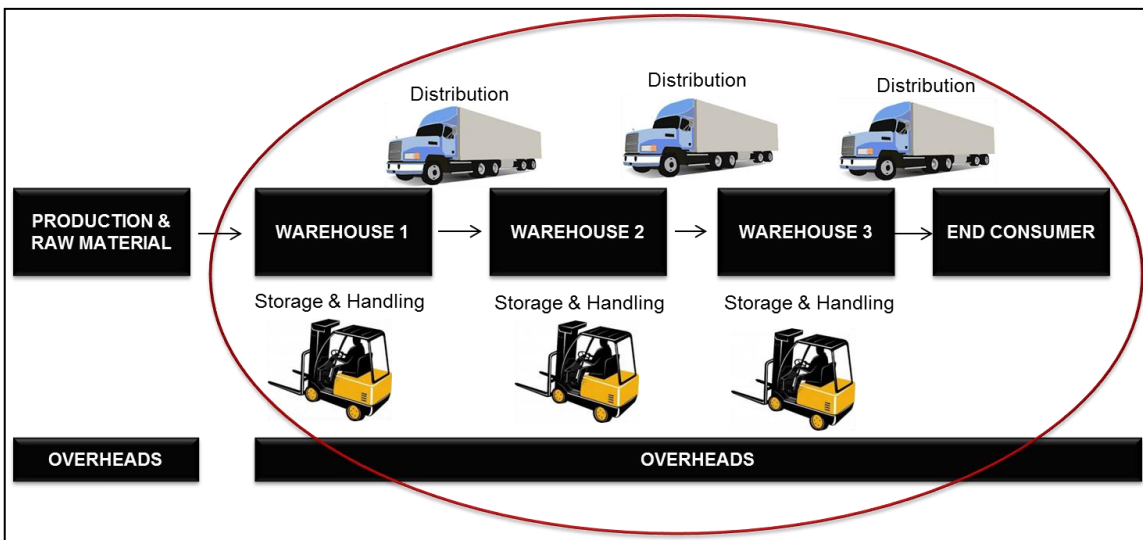 Distribution
Distribution
Distribution
PRODUCTION &
RAW MATERIAL
WAREHOUSE 1
WAREHOUSE 2
WAREHOUSE 3
END CONSUMER
Storage & Handling
Storage & Handling
Storage & Handling
OVERHEADS
OVERHEADS